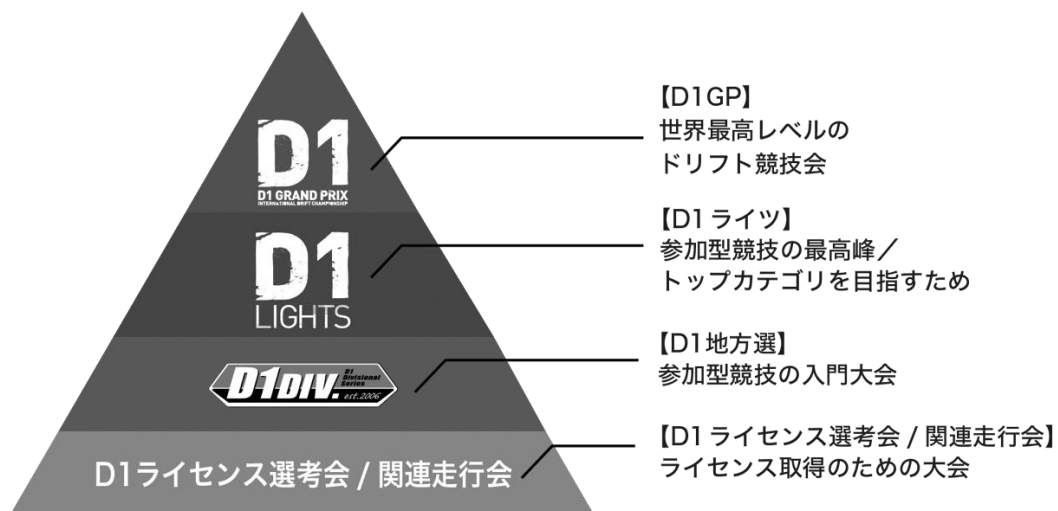 D1
D1 GRAND PRIX
INTERNATIONAL DRIFT CHAMPIONSHIP
【D1GP】
世界最高レベルの
ドリフト競技会
D1
LIGHTS
【D1 ライツ】
参加型競技の最高峰／
トップカテゴリを目指すため
D1DIV.
D1
Divisional
Series
est.2006
【D1地方選】
参加型競技の入門大会
D1ライセンス選考会 / 関連走行会
【D1 ライセンス選考会 / 関連走行会】
ライセンス取得のための大会